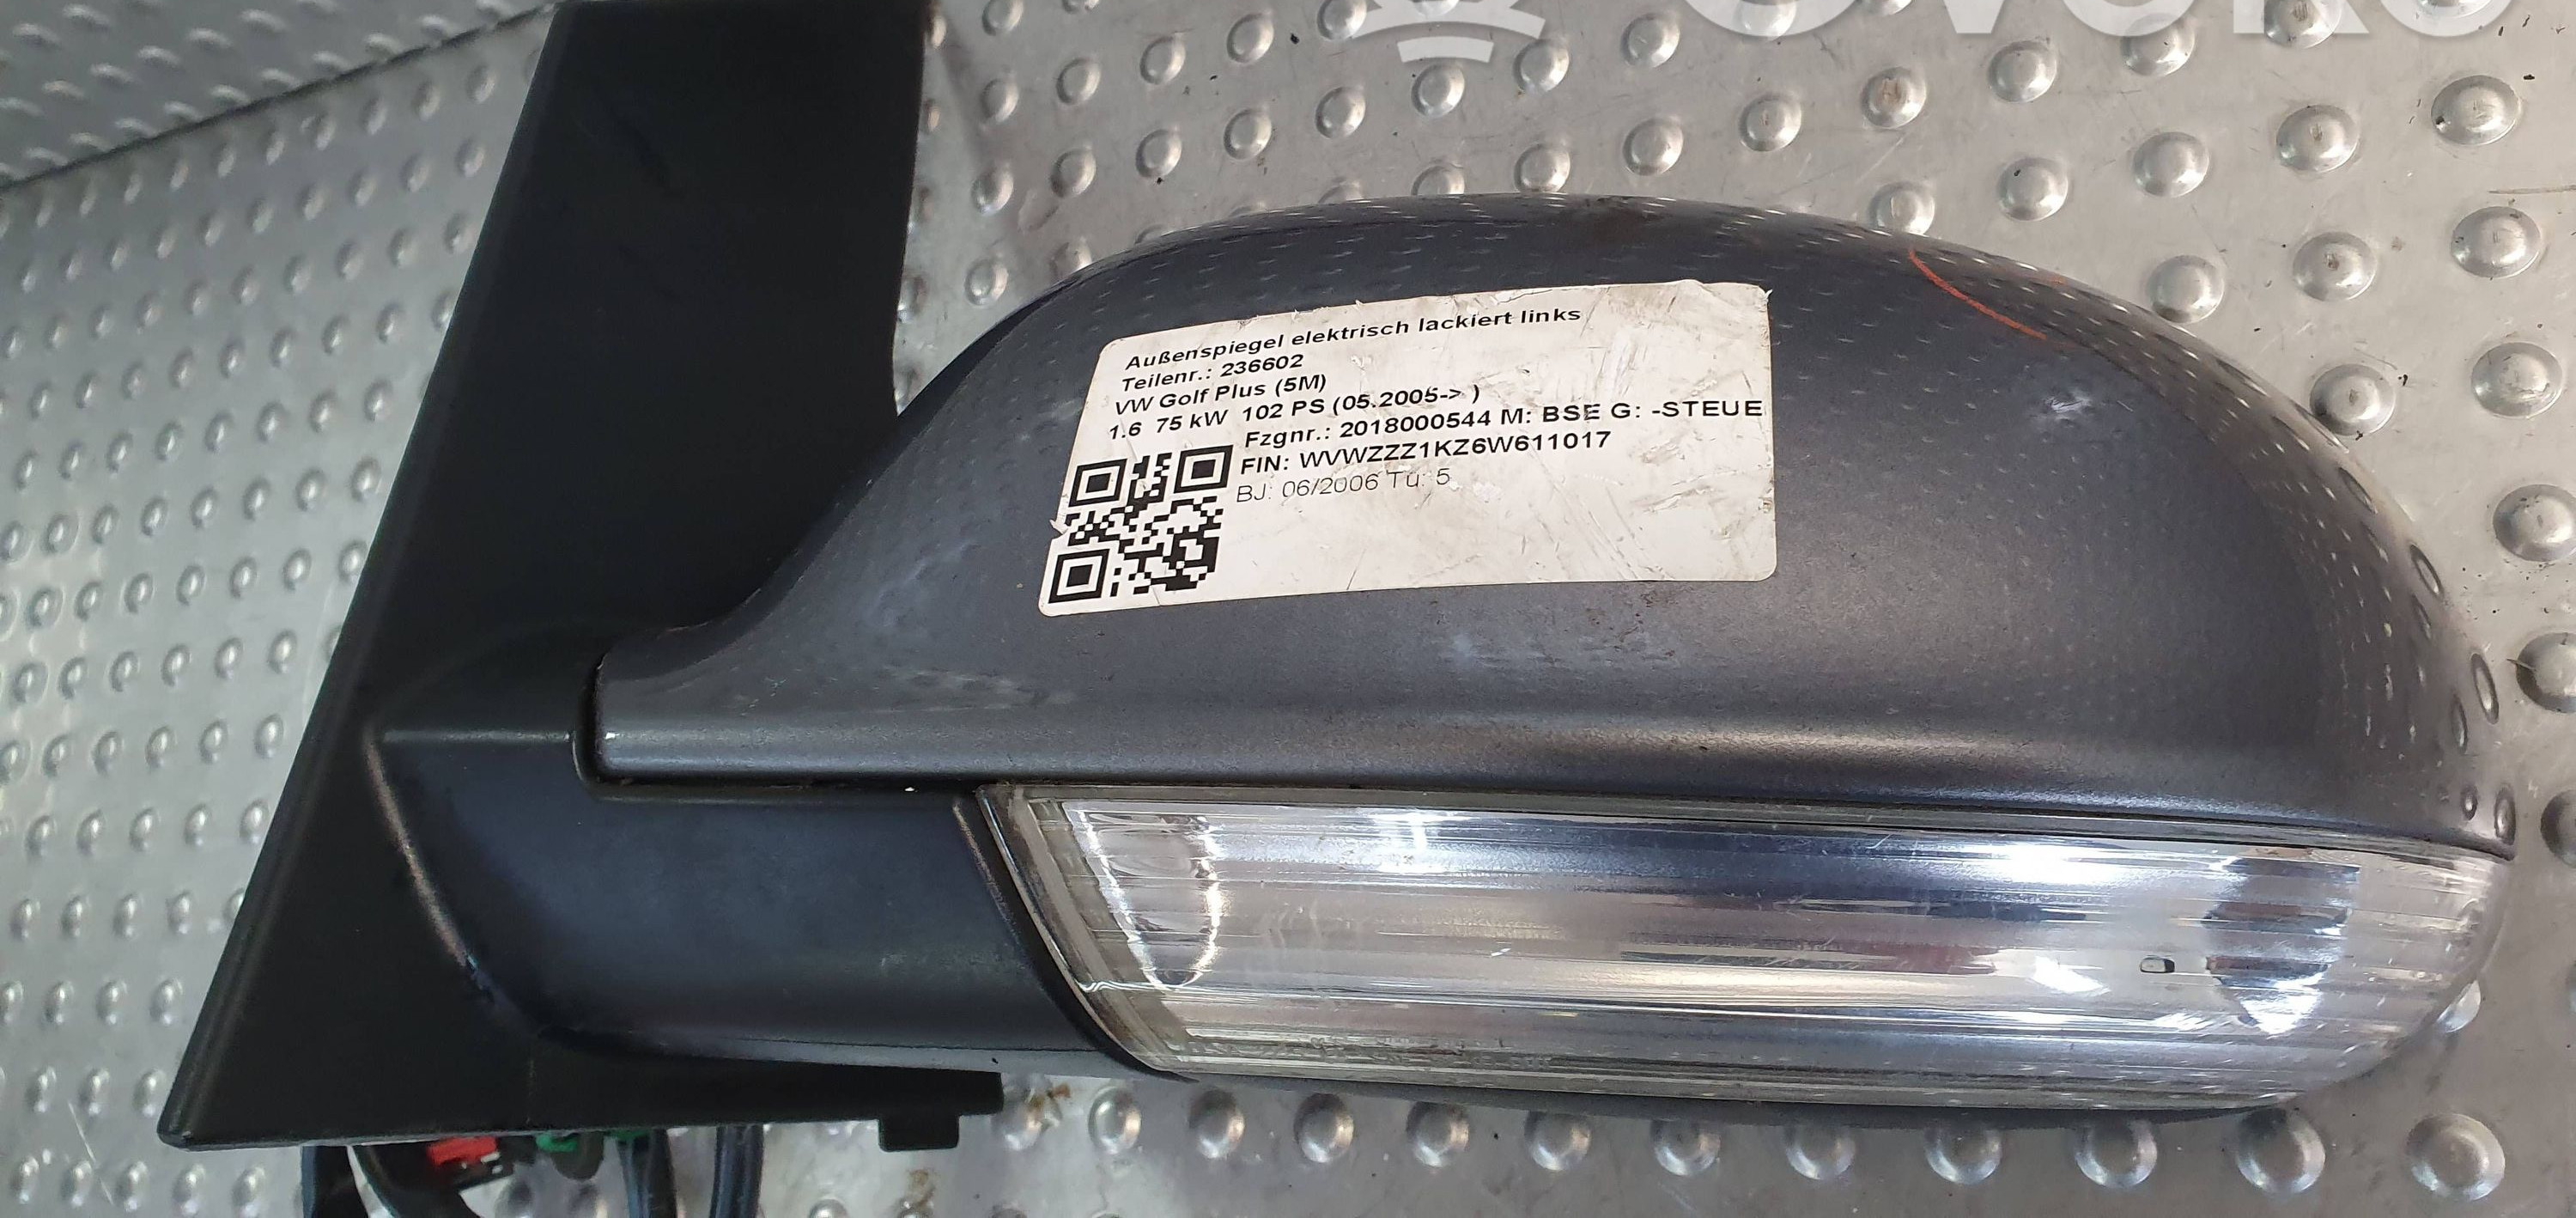 OVOKO
Außenspiegel elektrisch lackiert links
Teilenr.: 236602
VW Golf Plus (5M)
1.6 75 kW 102 PS (05.2005-> )
Fzgnr.: 2018000544 M: BSE G: -STEUE
FIN: WVWZZZ1KZ6W611017
BJ: 06/2006 Tü: 5